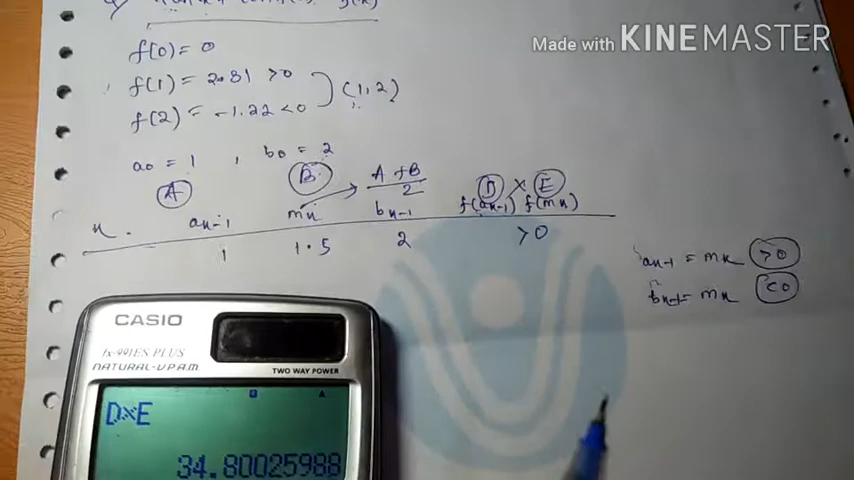 f(x)
Made with KINEMASTER
f(0) = 0
f(1) = 2.81 >0
f(2) = -1.22 <0 ] (1,2)
a0 = 1 , b0 = 2
A B A+B/2 D × E
n. an-1 mn bn-1 f(an-1) f(mn)
1 1.5 2 >0
an-1 = mn >0
bn-1 = mn <0
CASIO
fx-991ES PLUS
NATURAL-V.P.A.M.
TWO WAY POWER
D×E
34.80025988